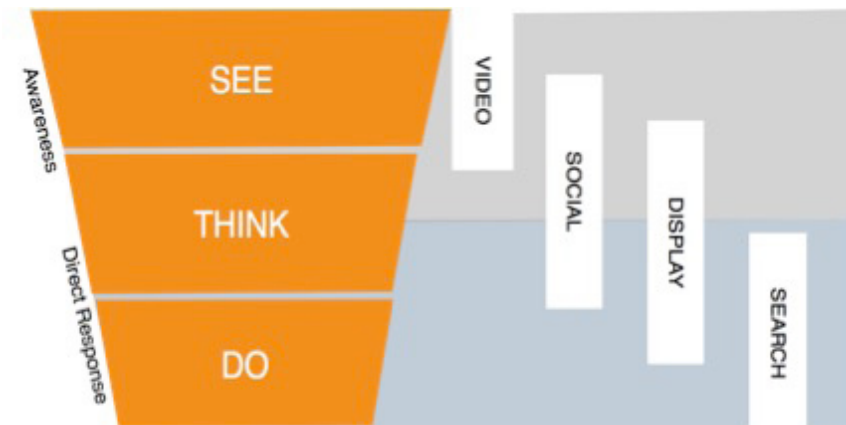 SEE
THINK
DO
Awareness
Direct Response
VIDEO
SOCIAL
DISPLAY
SEARCH